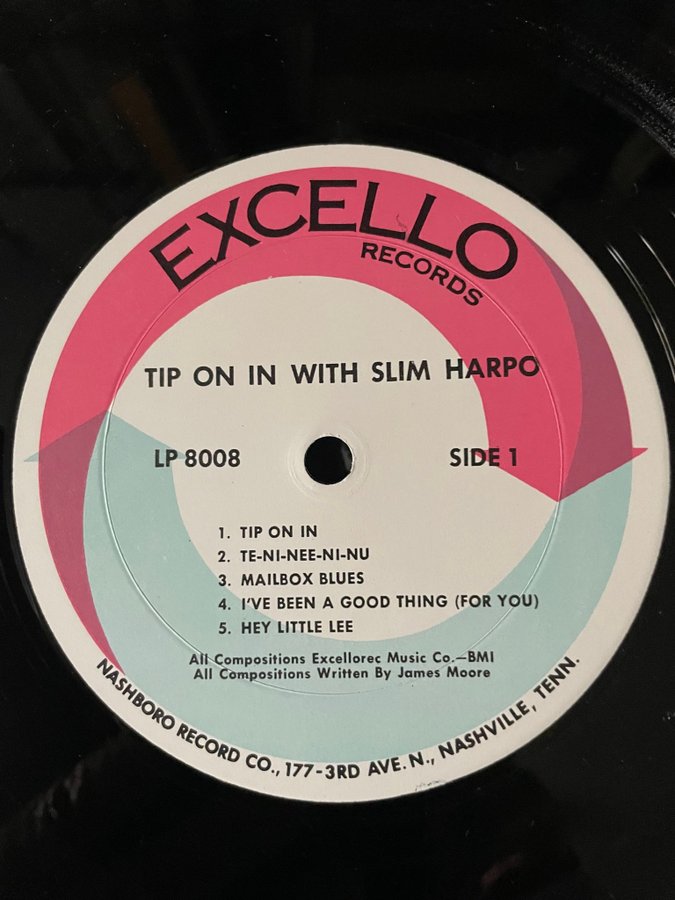 EXCELLO
RECORDS
TIP ON IN WITH SLIM HARPO
LP 8008
SIDE 1
1. TIP ON IN
2. TE-NI-NEE-NI-NU
3. MAILBOX BLUES
4. I'VE BEEN A GOOD THING (FOR YOU)
5. HEY LITTLE LEE
All Compositions Excellorec Music Co.—BMI
All Compositions Written By James Moore
NASHBORO RECORD CO., 177-3RD AVE. N., NASHVILLE, TENN.